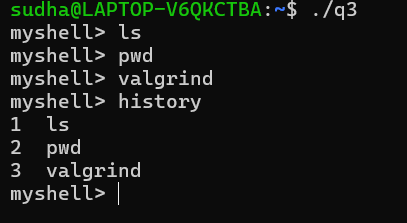 sudha@LAPTOP-V6QKCTBA:~$ ./q3
myshell> ls
myshell> pwd
myshell> valgrind
myshell> history
1  ls
2  pwd
3  valgrind
myshell>